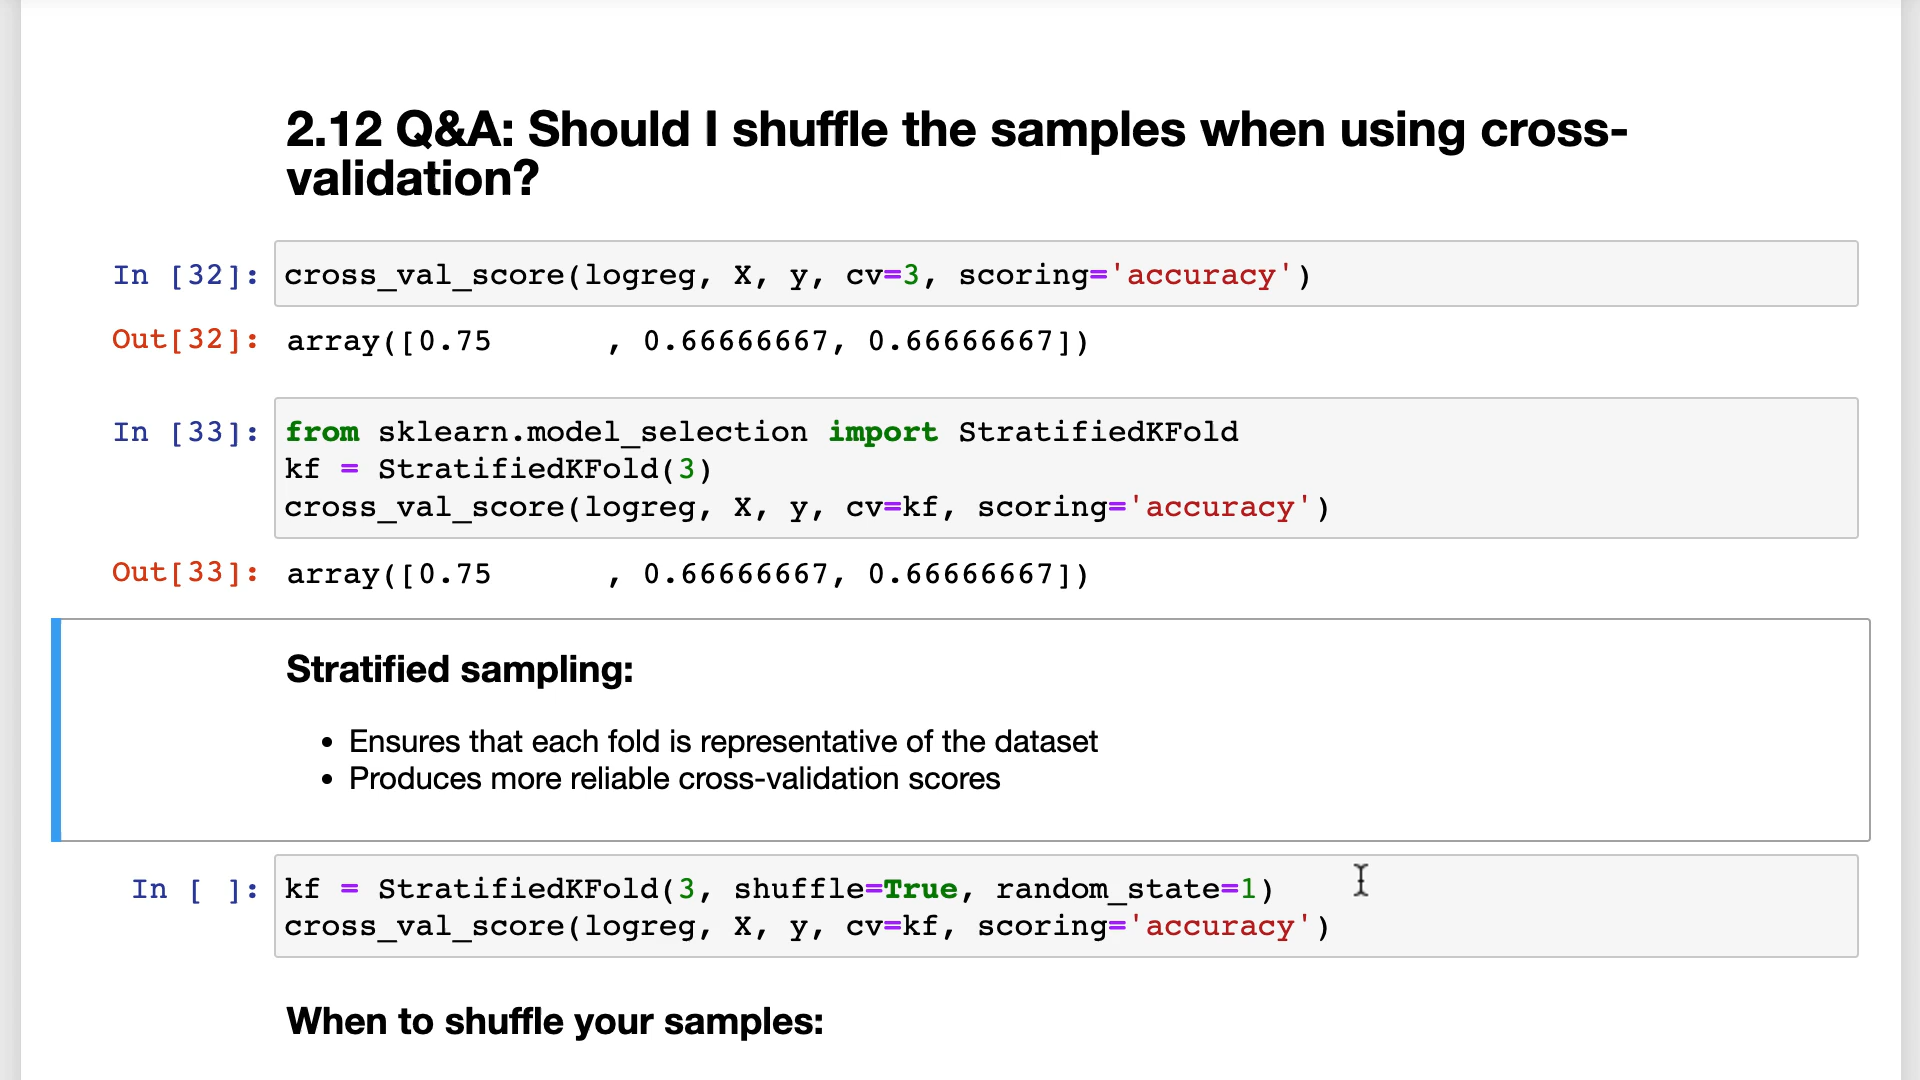 2.12 Q&A: Should I shuffle the samples when using cross-
validation?
In [32]: cross_val_score(logreg, X, y, cv=3, scoring='accuracy')
Out[32]: array([0.75      , 0.66666667, 0.66666667])
In [33]: from sklearn.model_selection import StratifiedKFold
kf = StratifiedKFold(3)
cross_val_score(logreg, X, y, cv=kf, scoring='accuracy')
Out[33]: array([0.75      , 0.66666667, 0.66666667])
Stratified sampling:
• Ensures that each fold is representative of the dataset
• Produces more reliable cross-validation scores
In [ ]: kf = StratifiedKFold(3, shuffle=True, random_state=1)
cross_val_score(logreg, X, y, cv=kf, scoring='accuracy')
When to shuffle your samples: